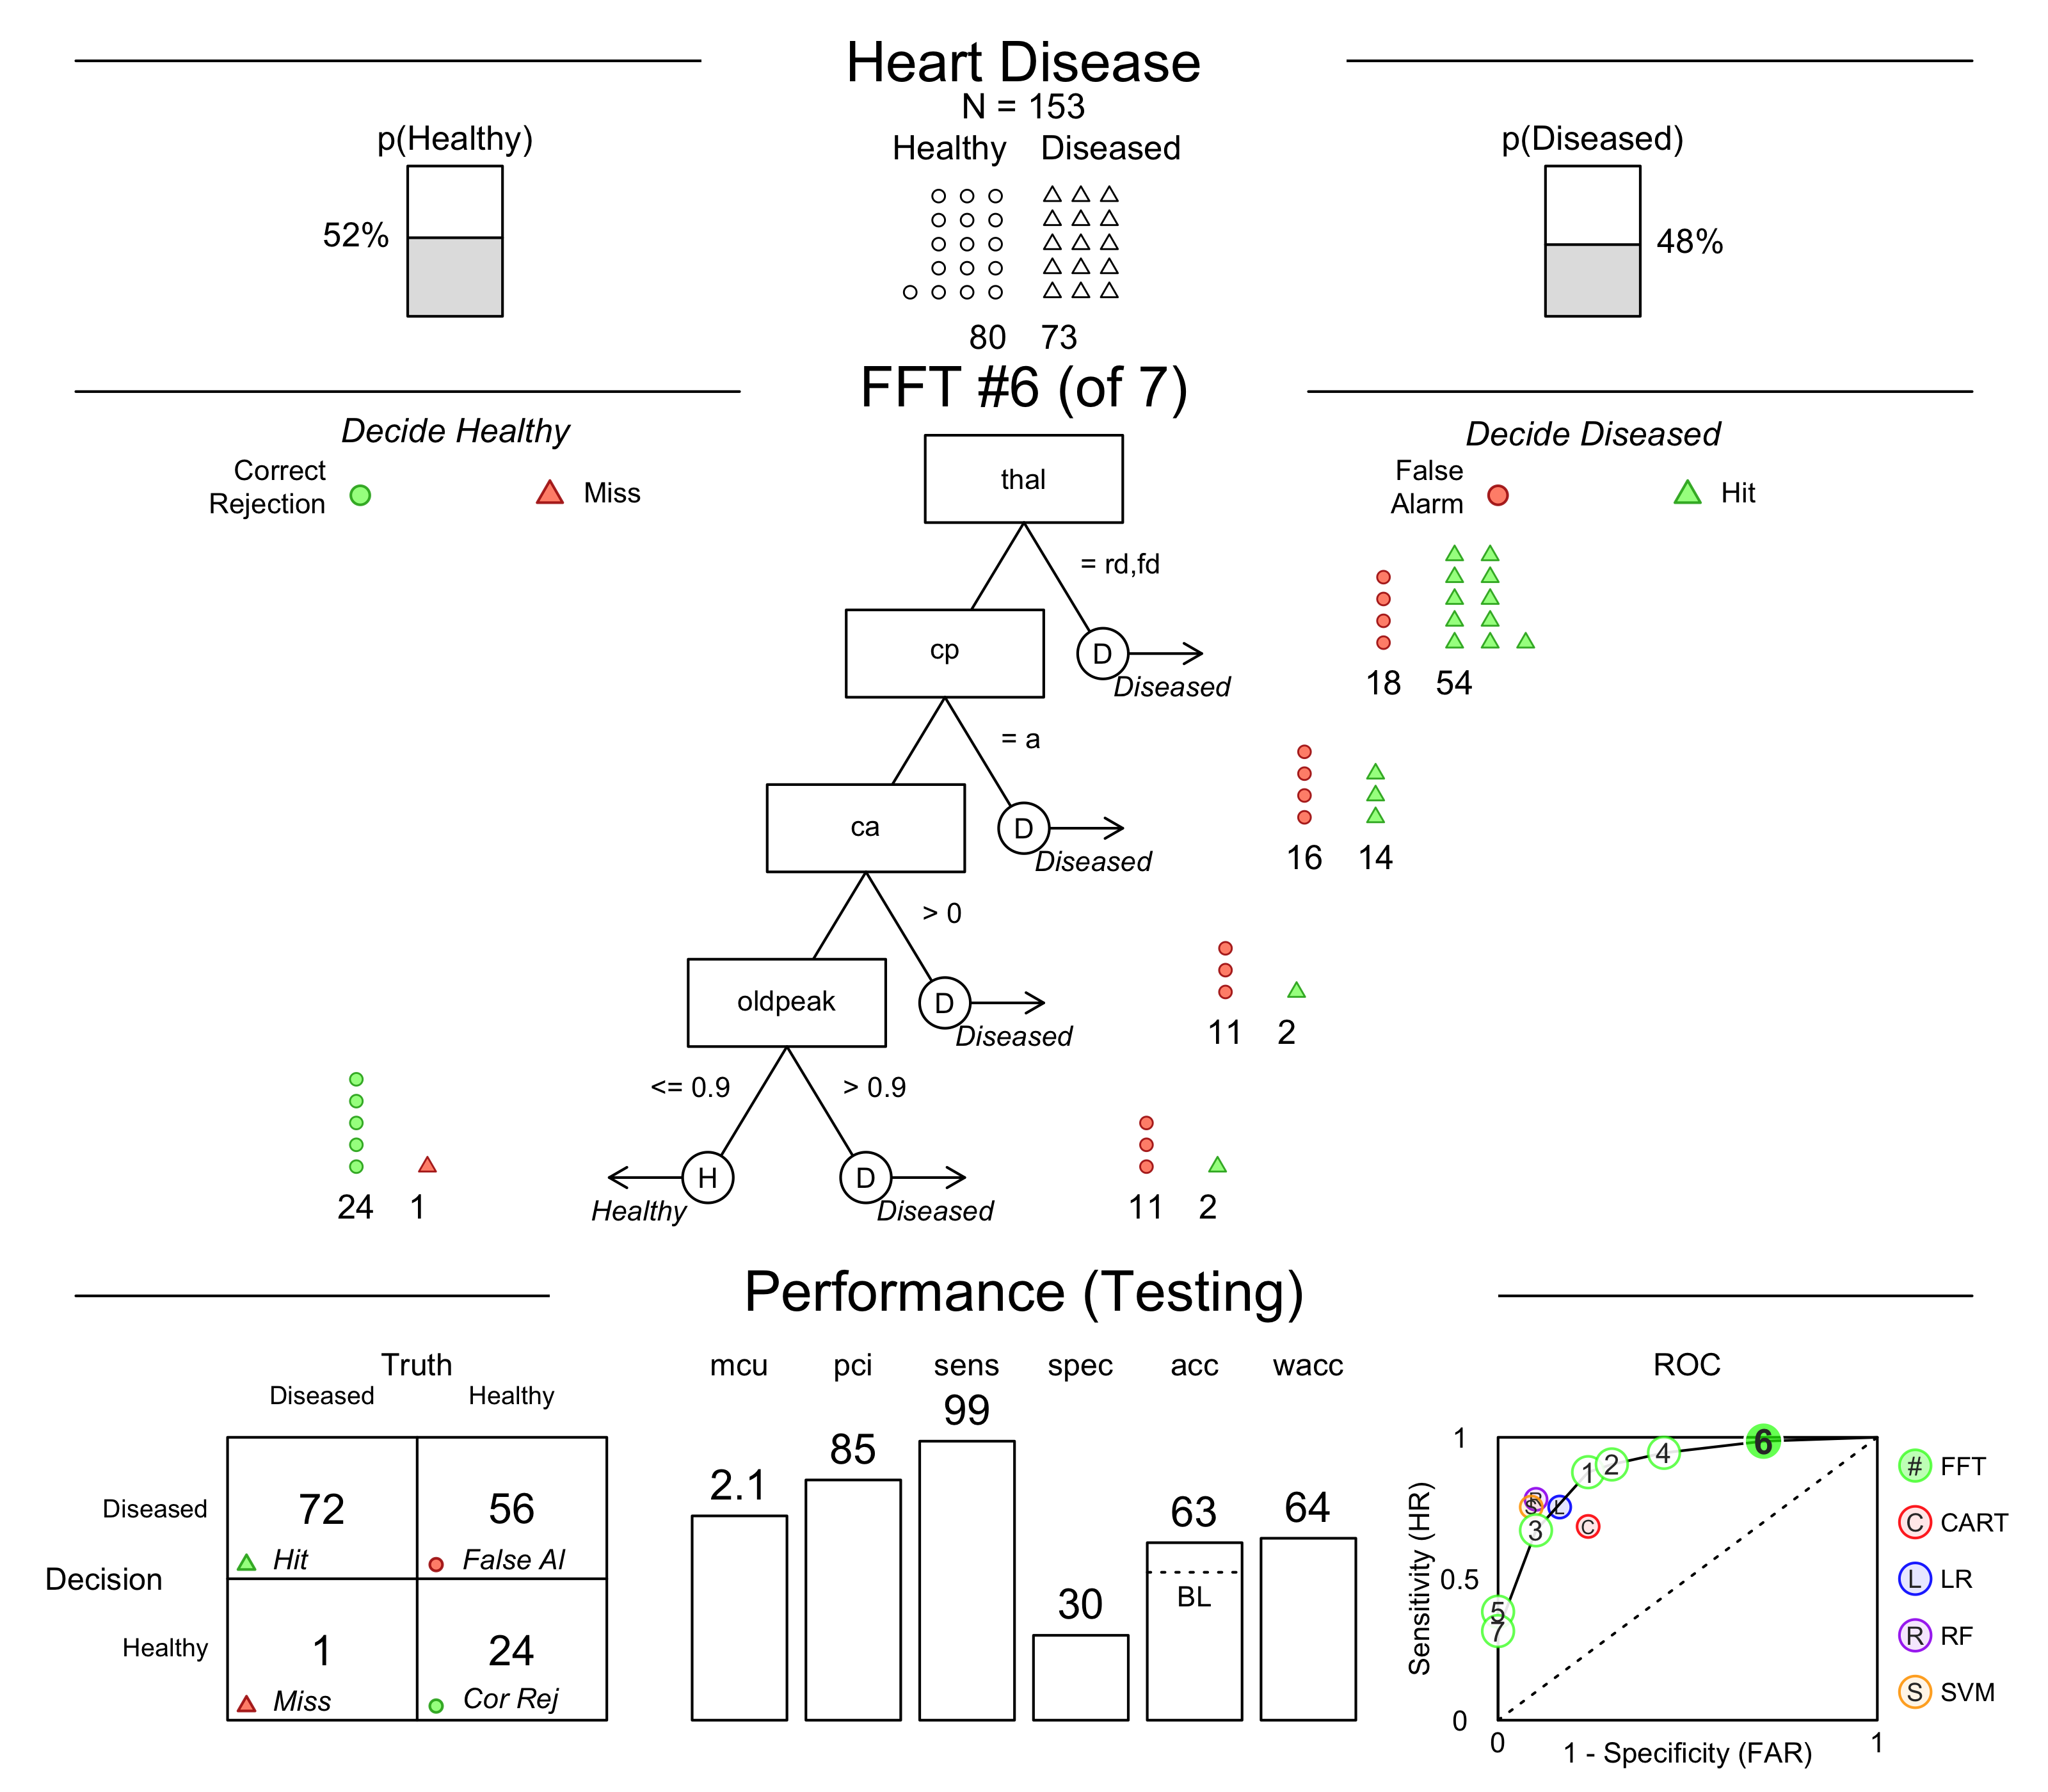 Heart Disease
N = 153
p(Healthy)
p(Diseased)
Healthy Diseased
52%
48%
80 73
FFT #6 (of 7)
Decide Healthy
Decide Diseased
Correct
Rejection
Miss
False
Alarm
Hit
thal
= rd,fd
cp
D
Diseased
18 54
= a
ca
D
Diseased
16 14
> 0
oldpeak
D
Diseased
11 2
<= 0.9
> 0.9
H
Healthy
D
Diseased
24 1
11 2
Performance (Testing)
Truth
Diseased Healthy
Decision
Diseased
72
Hit
56
False Al
Healthy
1
Miss
24
Cor Rej
mcu pci sens spec acc wacc
2.1
85
99
30
63
BL
64
ROC
Sensitivity (HR)
1
0.5
0
0
1
1 - Specificity (FAR)
1
2
3
4
5
6
7
R
S
L
C
# FFT
C CART
L LR
R RF
S SVM